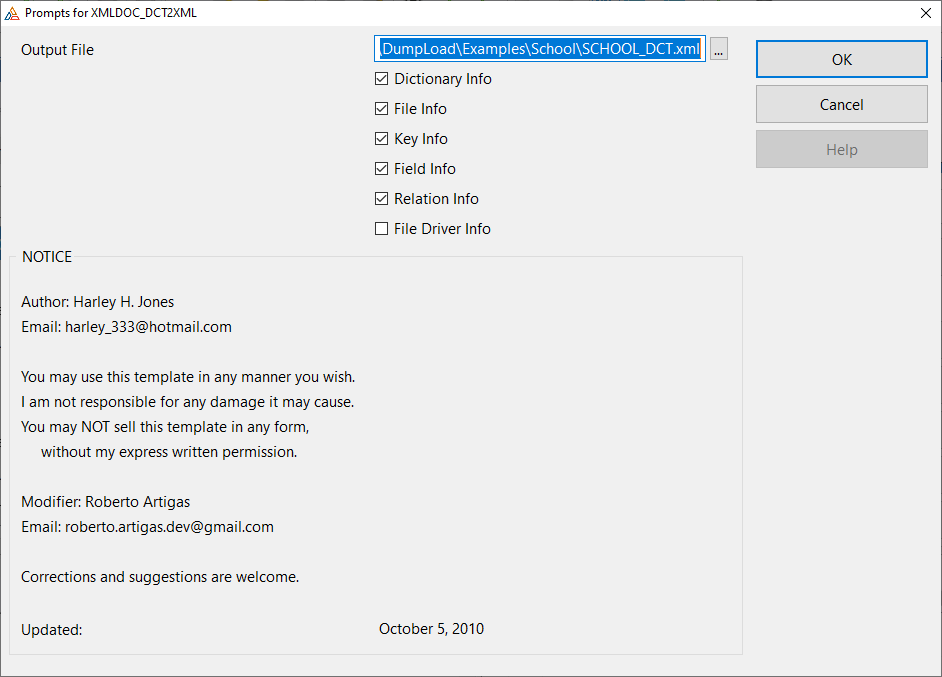 Prompts for XMLDOC_DCT2XML
Output File
\DumpLoad\Examples\School\SCHOOL_DCT.xml
...
OK
Dictionary Info
File Info
Cancel
Key Info
Help
Field Info
Relation Info
File Driver Info
NOTICE
Author: Harley H. Jones
Email: harley_333@hotmail.com
You may use this template in any manner you wish.
I am not responsible for any damage it may cause.
You may NOT sell this template in any form,
without my express written permission.
Modifier: Roberto Artigas
Email: roberto.artigas.dev@gmail.com
Corrections and suggestions are welcome.
Updated: October 5, 2010